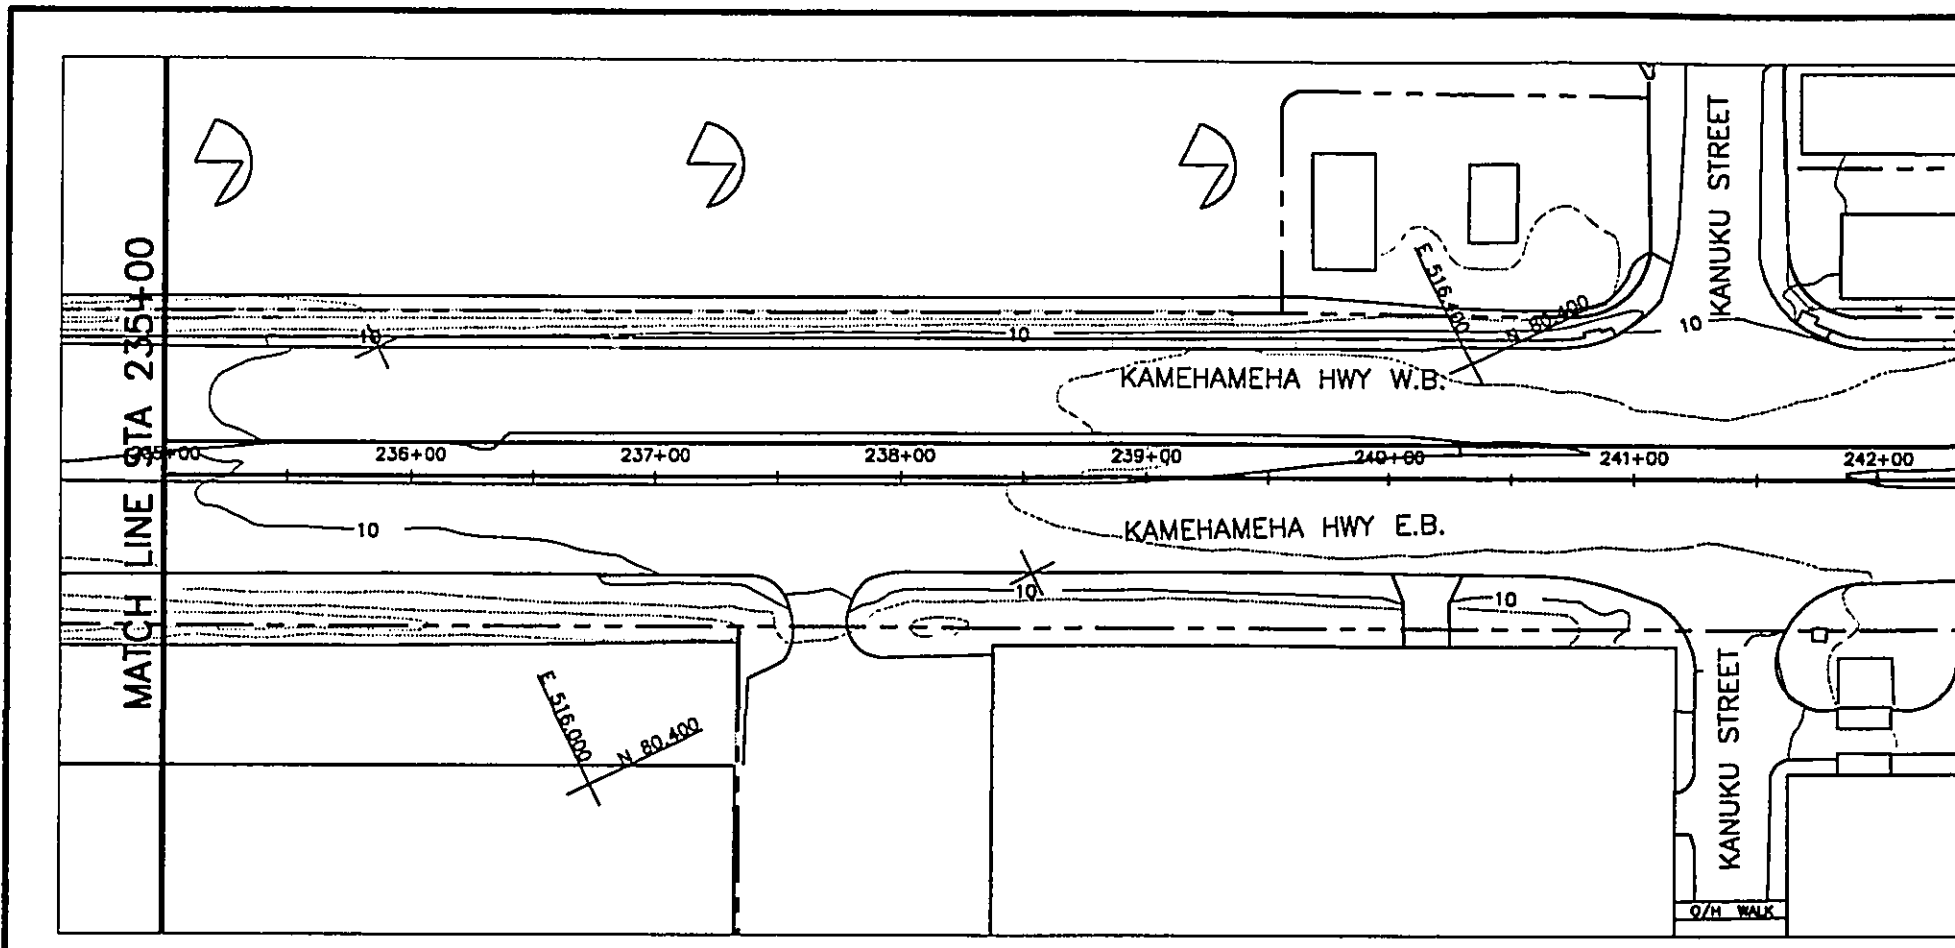 KANUKU STREET
MATCH LINE STA 235+00
E 516,400
N 80,400
10
10
10
KAMEHAMEHA HWY W.B.
235+00 236+00 237+00 238+00 239+00 240+00 241+00 242+00
10
KAMEHAMEHA HWY E.B.
10
10
E 516,000
N 80,400
KANUKU STREET
O/H WALK